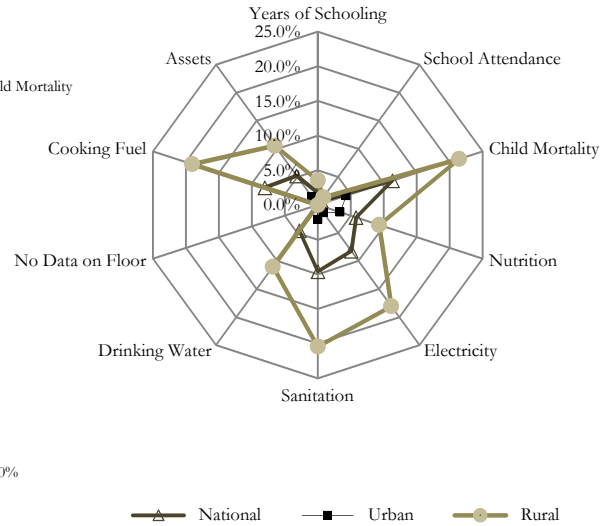 Years of Schooling
25.0%
Assets
School Attendance
20.0%
ld Mortality
15.0%
10.0%
Cooking Fuel
Child Mortality
5.0%
0.0%
No Data on Floor
Nutrition
Drinking Water
Electricity
Sanitation
0%
National
Urban
Rural